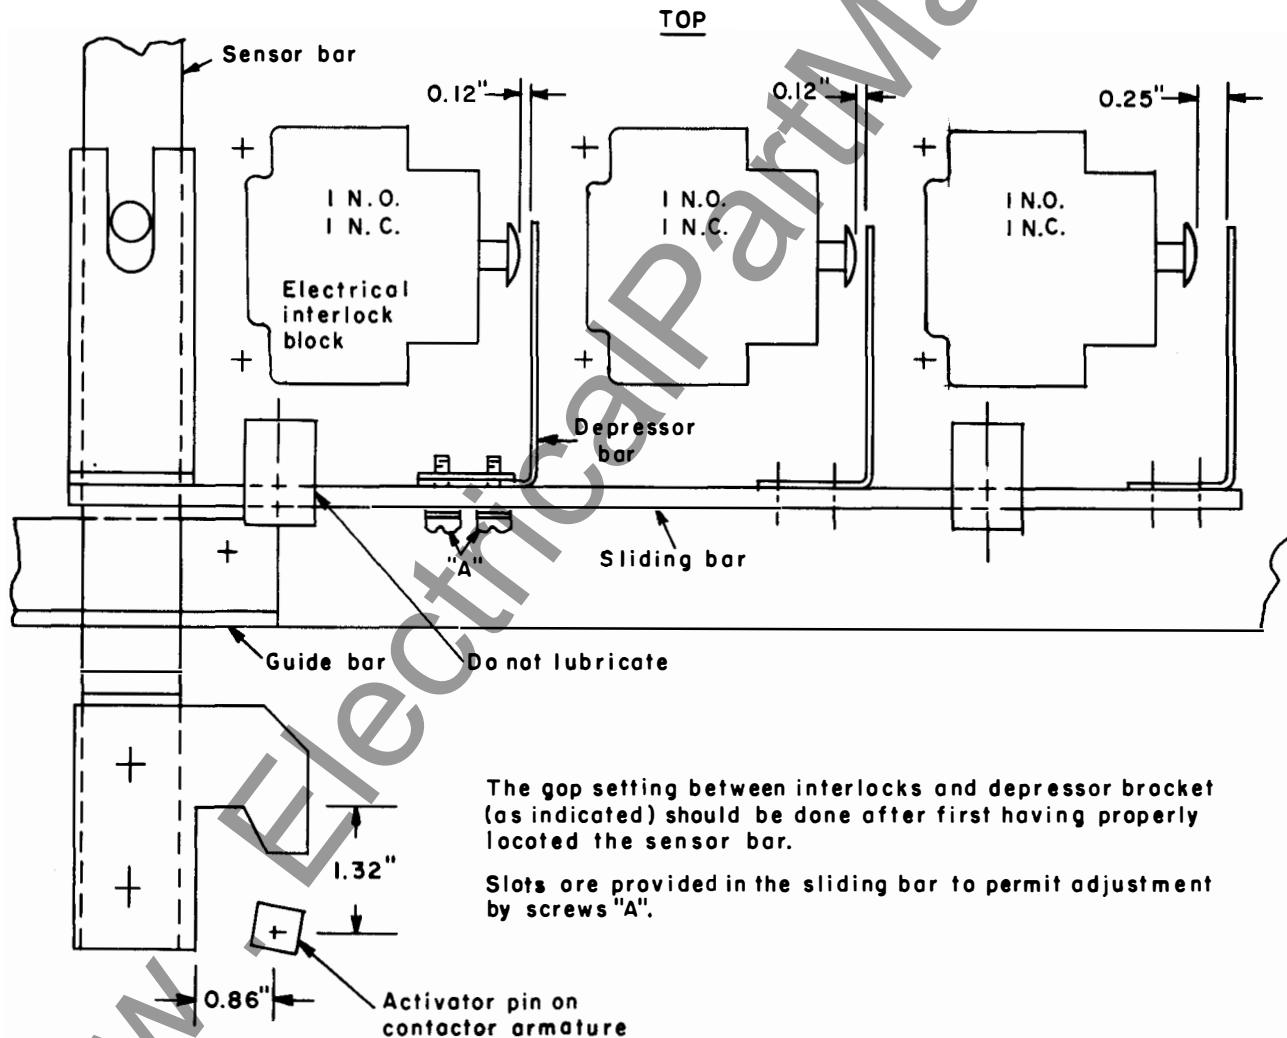 TOP
Sensor bar
0.12"
0.12"
0.25"
I N.O.
I N.C.
I N.O.
I N.C.
I N.O.
I N.C.
Electrical
interlock
block
Depressor
bar
"A"
Sliding bar
Guide bar
Do not lubricate
The gap setting between interlocks and depressor bracket
(as indicated) should be done after first having properly
located the sensor bar.
Slots are provided in the sliding bar to permit adjustment
by screws "A".
1.32"
0.86"
Activator pin on
contactor armature
www.ElectricalPartMa